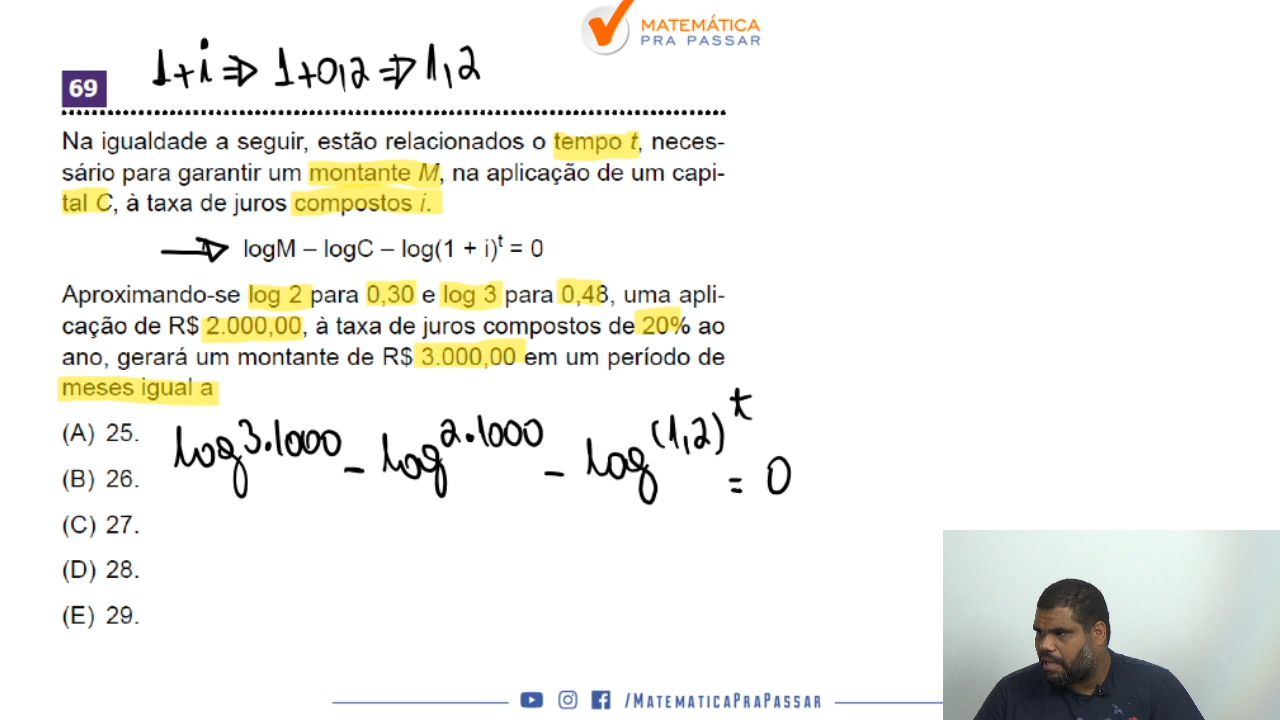 MATEMÁTICA
PRA PASSAR
1+i ⇒ 1+0,2 ⇒ 1,2
69
Na igualdade a seguir, estão relacionados o tempo t, neces-
sário para garantir um montante M, na aplicação de um capi-
tal C, à taxa de juros compostos i.
⇒ logM – logC – log(1 + i)^t = 0
Aproximando-se log 2 para 0,30 e log 3 para 0,48, uma apli-
cação de R$ 2.000,00, à taxa de juros compostos de 20% ao
ano, gerará um montante de R$ 3.000,00 em um período de
meses igual a
(A) 25.
log 3.1000 - log 2.1000 - log (1,2)^t = 0
(B) 26.
(C) 27.
(D) 28.
(E) 29.
/MATEMATICAPRAPASSAR